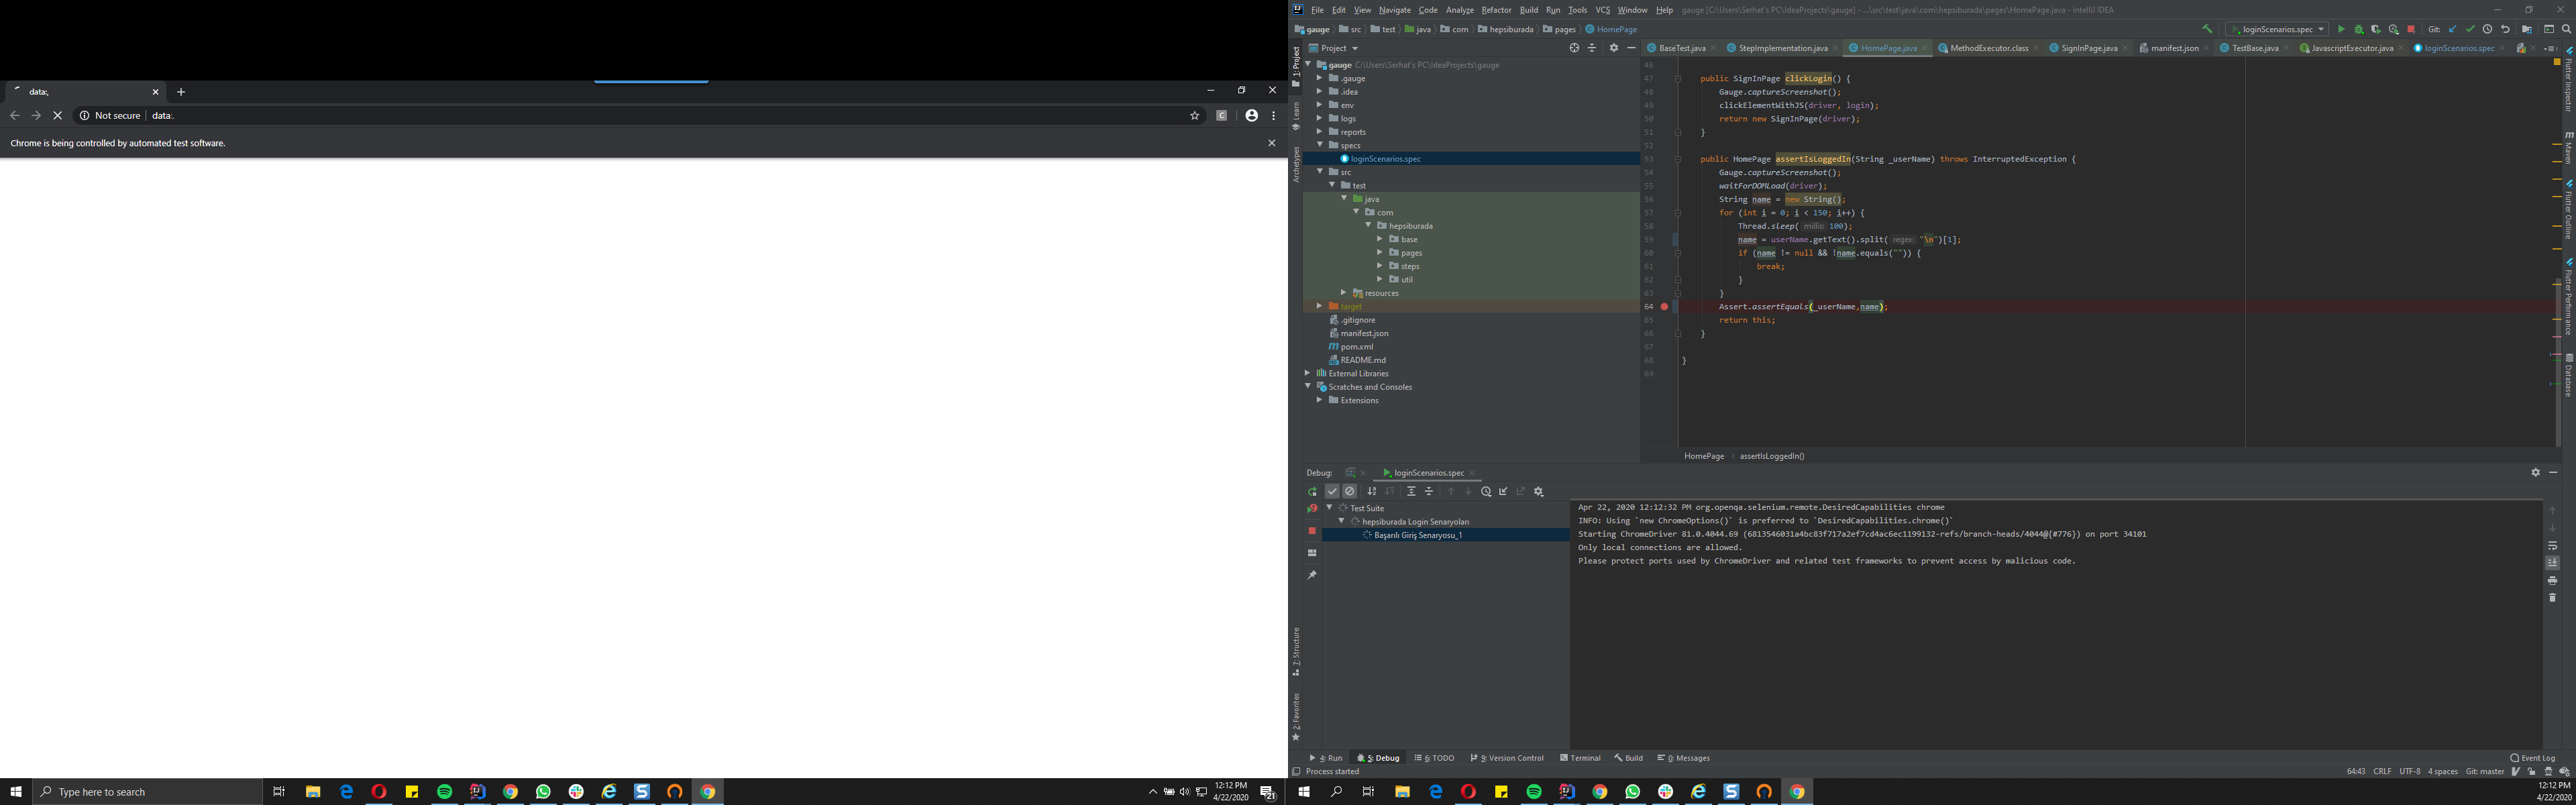 data:,
Not secure
data:,
Chrome is being controlled by automated test software.
Type here to search
12:12 PM
4/22/2020
21
File Edit View Navigate Code Analyze Refactor Build Run Tools VCS Window Help gauge [C:\Users\Serhat's PC\IdeaProjects\gauge] - ...\src\test\java\com\hepsiburada\pages\HomePage.java - IntelliJ IDEA
gauge src test java com hepsiburada pages HomePage
loginScenarios.spec
Git:
Project
BaseTest.java StepImplementation.java HomePage.java MethodExecutor.class SignInPage.java manifest.json TestBase.java JavascriptExecutor.java loginScenarios.spec
1: Project
Learn
Archetypes
7: Structure
2: Favorites
gauge C:\Users\Serhat's PC\IdeaProjects\gauge
.gauge
.idea
env
logs
reports
specs
loginScenarios.spec
src
test
java
com
hepsiburada
base
pages
steps
util
resources
target
.gitignore
manifest.json
pom.xml
README.md
External Libraries
Scratches and Consoles
Extensions
46
47 public SignInPage clickLogin() {
48 Gauge.captureScreenshot();
49 clickElementWithJS(driver, login);
50 return new SignInPage(driver);
51 }
52
53 public HomePage assertIsLoggedIn(String _userName) throws InterruptedException {
54 Gauge.captureScreenshot();
55 waitForDOMLoad(driver);
56 String name = new String();
57 for (int i = 0; i < 150; i++) {
58 Thread.sleep( millis: 100);
59 name = userName.getText().split( regex: "\n")[1];
60 if (name != null && !name.equals("")) {
61 break;
62 }
63 }
64 Assert.assertEquals(_userName,name);
65 return this;
66 }
67
68 }
69
HomePage assertIsLoggedIn()
Flutter Inspector
Maven
Flutter Outline
Flutter Performance
Database
Debug: loginScenarios.spec
Test Suite
hepsiburada Login Senaryoları
Başarılı Giriş Senaryosu_1
Apr 22, 2020 12:12:32 PM org.openqa.selenium.remote.DesiredCapabilities chrome
INFO: Using `new ChromeOptions()` is preferred to `DesiredCapabilities.chrome()`
Starting ChromeDriver 81.0.4044.69 (6813546031a4bc83f717a2ef7cd4ac6ec1199132-refs/branch-heads/4044@{#776}) on port 34101
Only local connections are allowed.
Please protect ports used by ChromeDriver and related test frameworks to prevent access by malicious code.
4: Run 5: Debug 6: TODO 9: Version Control Terminal Build 0: Messages Event Log
Process started
64:43 CRLF UTF-8 4 spaces Git: master
12:12 PM
4/22/2020